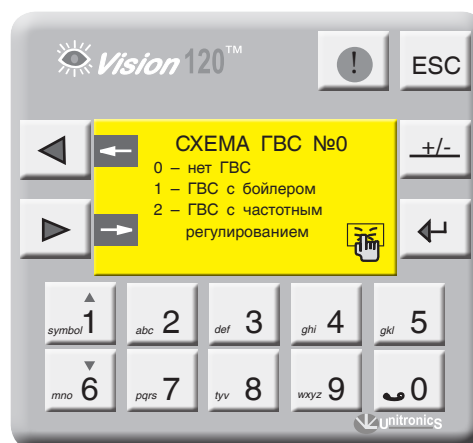 Vision 120™
!
ESC
СХЕМА ГВС №0
+/-
0 – нет ГВС
1 – ГВС с бойлером
2 – ГВС с частотным
регулированием
symbol 1
abc 2
def 3
ghi 4
gkl 5
mno 6
pqrs 7
tyv 8
wxyz 9
0
Unitronics